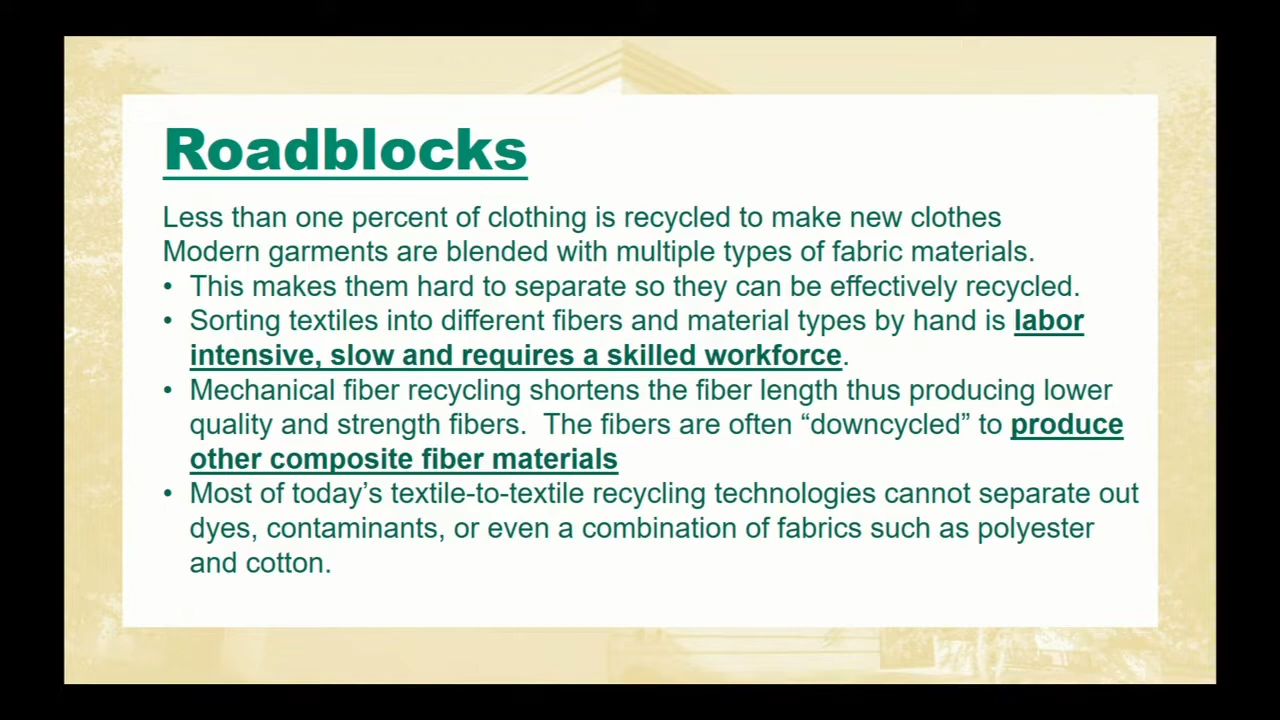 Roadblocks
Less than one percent of clothing is recycled to make new clothes
Modern garments are blended with multiple types of fabric materials.
• This makes them hard to separate so they can be effectively recycled.
• Sorting textiles into different fibers and material types by hand is labor
intensive, slow and requires a skilled workforce.
• Mechanical fiber recycling shortens the fiber length thus producing lower
quality and strength fibers.  The fibers are often “downcycled” to produce
other composite fiber materials
• Most of today’s textile-to-textile recycling technologies cannot separate out
dyes, contaminants, or even a combination of fabrics such as polyester
and cotton.